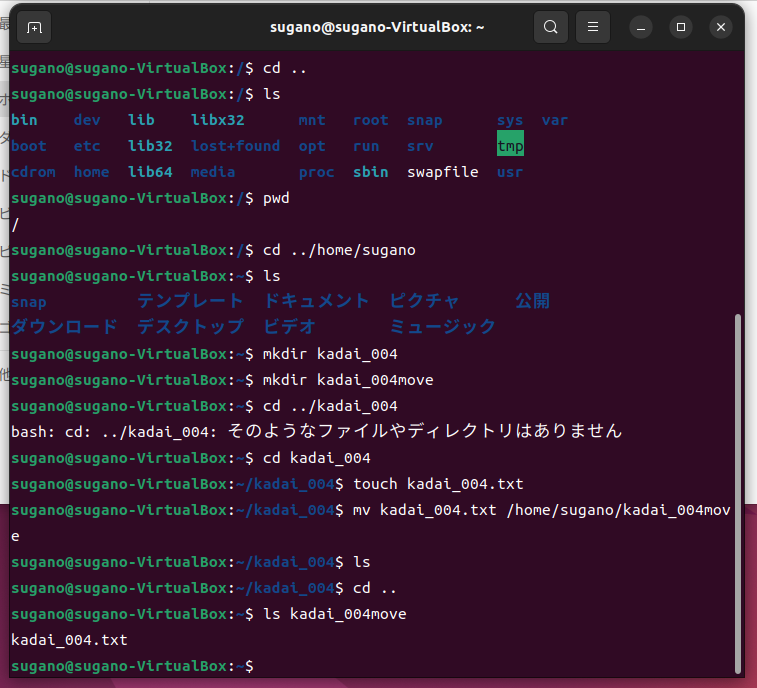 sugano@sugano-VirtualBox: ~
sugano@sugano-VirtualBox:/$ cd ..
sugano@sugano-VirtualBox:/$ ls
bin dev lib libx32 mnt root snap sys var
boot etc lib32 lost+found opt run srv tmp
cdrom home lib64 media proc sbin swapfile usr
sugano@sugano-VirtualBox:/$ pwd
/
sugano@sugano-VirtualBox:/$ cd ../home/sugano
sugano@sugano-VirtualBox:~$ ls
snap テンプレート ドキュメント ピクチャ 公開
ダウンロード デスクトップ ビデオ ミュージック
sugano@sugano-VirtualBox:~$ mkdir kadai_004
sugano@sugano-VirtualBox:~$ mkdir kadai_004move
sugano@sugano-VirtualBox:~$ cd ../kadai_004
bash: cd: ../kadai_004: そのようなファイルやディレクトリはありません
sugano@sugano-VirtualBox:~$ cd kadai_004
sugano@sugano-VirtualBox:~/kadai_004$ touch kadai_004.txt
sugano@sugano-VirtualBox:~/kadai_004$ mv kadai_004.txt /home/sugano/kadai_004mov
e
sugano@sugano-VirtualBox:~/kadai_004$ ls
sugano@sugano-VirtualBox:~/kadai_004$ cd ..
sugano@sugano-VirtualBox:~$ ls kadai_004move
kadai_004.txt
sugano@sugano-VirtualBox:~$